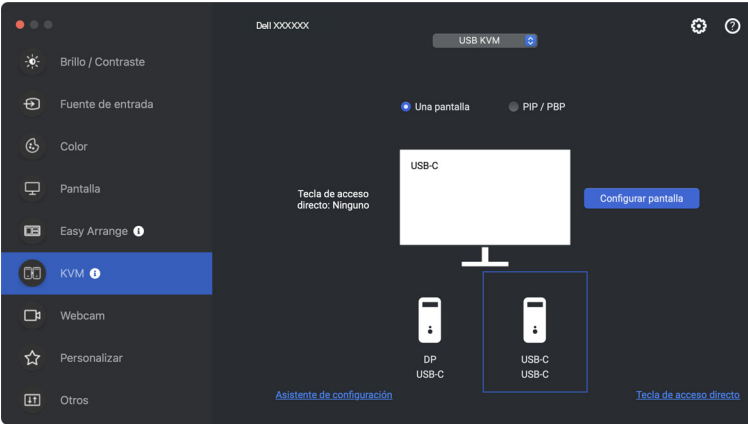 Dell XXXXXX
USB KVM
Brillo / Contraste
Fuente de entrada
Color
Pantalla
Easy Arrange
KVM
Webcam
Personalizar
Otros
Una pantalla
PIP / PBP
USB-C
Tecla de acceso
directo: Ninguno
Configurar pantalla
DP
USB-C
USB-C
USB-C
Asistente de configuración
Tecla de acceso directo